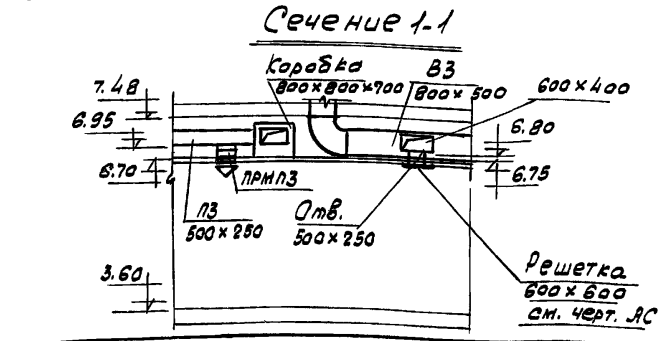 Сечение 1-1
Коробка
800×800×700
В3
800×500
600×400
7.48
6.95
6.70
6.80
6.75
ПРМП3
П3
500×250
Отв.
500×250
3.60
Решетка
600×600
см. черт. АС